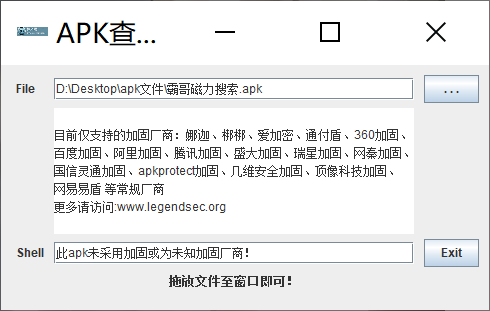 APK查...
File
D:\Desktop\apk文件\霸哥磁力搜索.apk
...
目前仅支持的加固厂商：娜迦、梆梆、爱加密、通付盾、360加固、
百度加固、阿里加固、腾讯加固、盛大加固、瑞星加固、网秦加固、
国信灵通加固、apkprotect加固、几维安全加固、顶像科技加固、
网易易盾 等常规厂商
更多请访问:www.legendsec.org
Shell
此apk未采用加固或为未知加固厂商！
Exit
拖放文件至窗口即可！